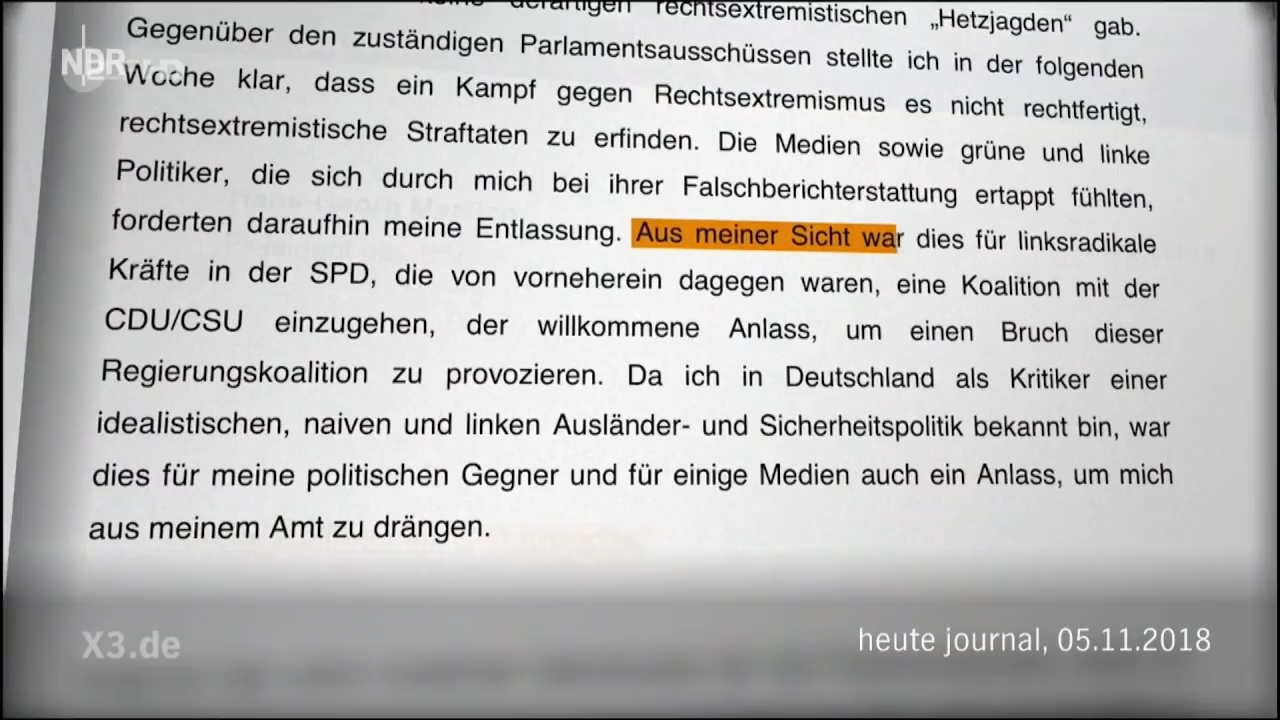 derartigen rechtsextremistischen „Hetzjagden“ gab.
Gegenüber den zuständigen Parlamentsausschüssen stellte ich in der folgenden
Woche klar, dass ein Kampf gegen Rechtsextremismus es nicht rechtfertigt,
rechtsextremistische Straftaten zu erfinden. Die Medien sowie grüne und linke
Politiker, die sich durch mich bei ihrer Falschberichterstattung ertappt fühlten,
forderten daraufhin meine Entlassung. Aus meiner Sicht war dies für linksradikale
Kräfte in der SPD, die von vorneherein dagegen waren, eine Koalition mit der
CDU/CSU einzugehen, der willkommene Anlass, um einen Bruch dieser
Regierungskoalition zu provozieren. Da ich in Deutschland als Kritiker einer
idealistischen, naiven und linken Ausländer- und Sicherheitspolitik bekannt bin, war
dies für meine politischen Gegner und für einige Medien auch ein Anlass, um mich
aus meinem Amt zu drängen.
NDR
X3.de
heute journal, 05.11.2018